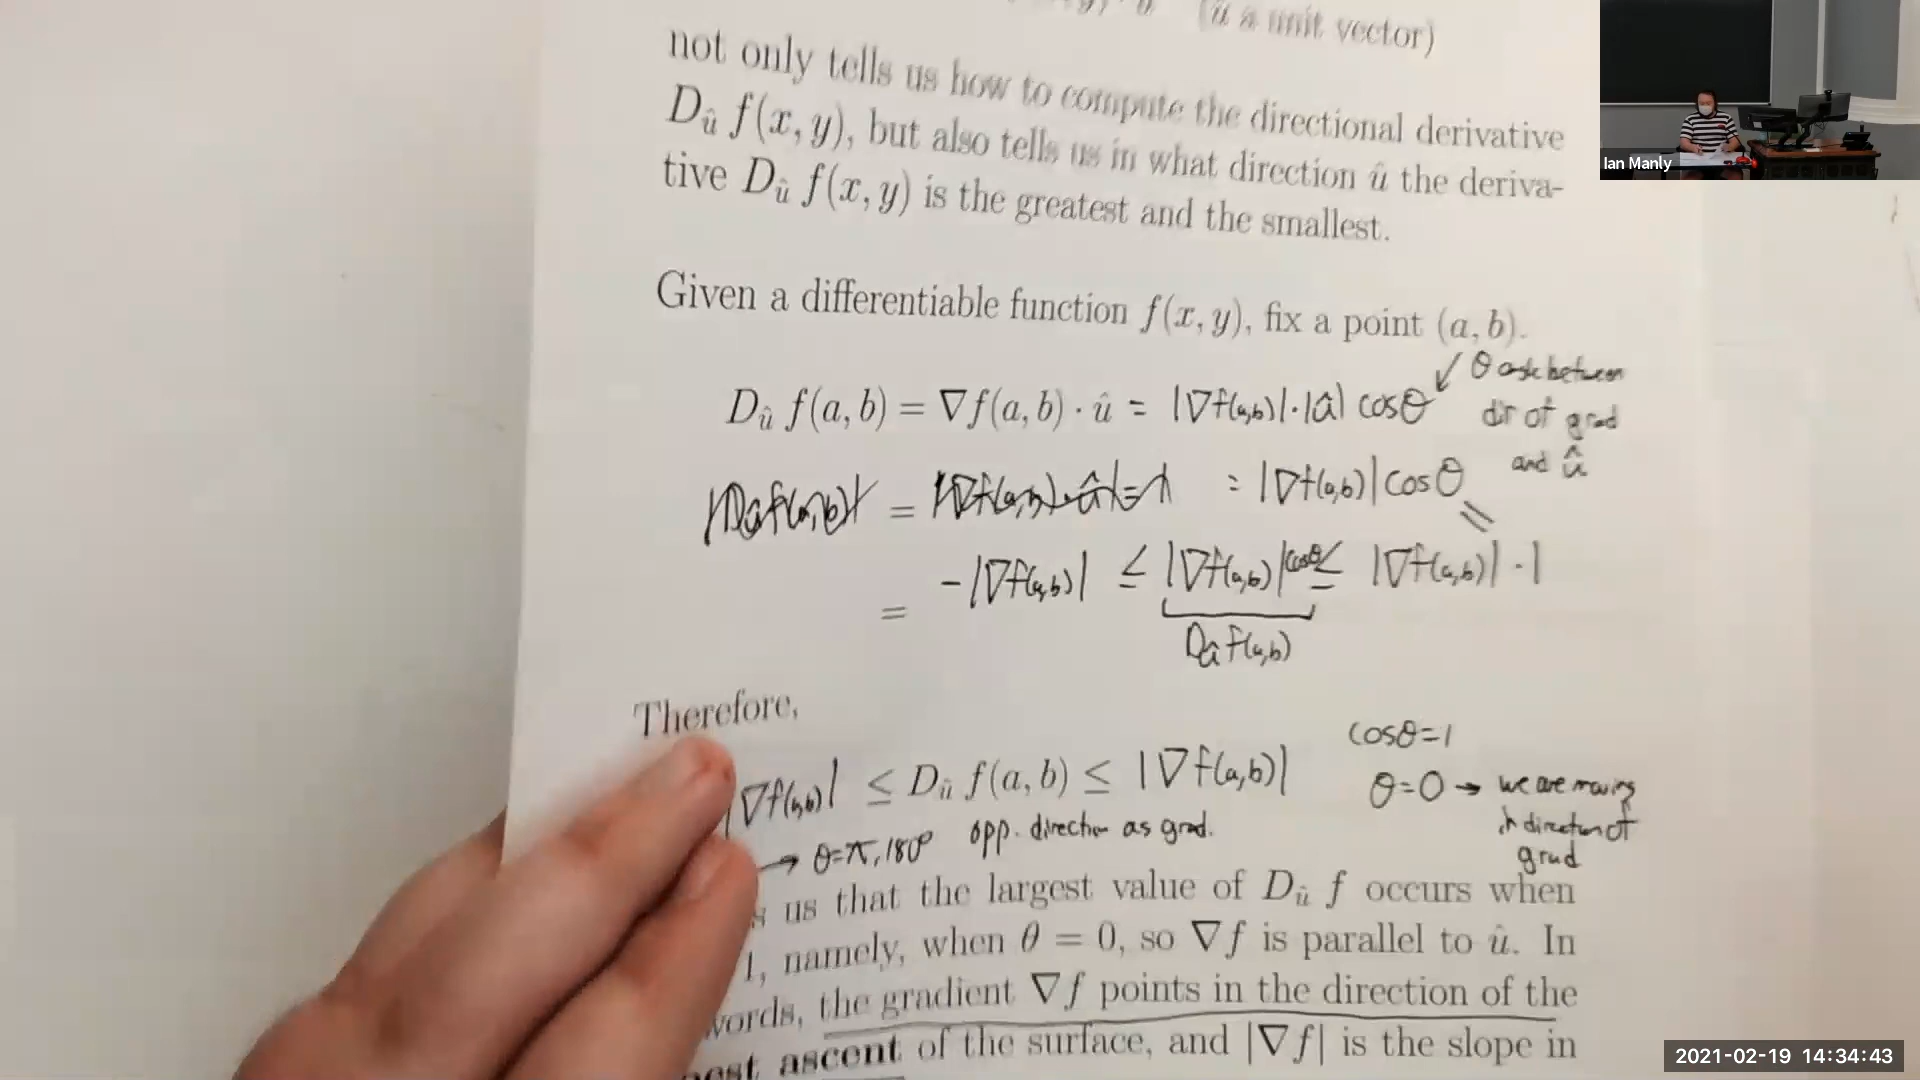 (û a unit vector)
not only tells us how to compute the directional derivative
D_û f(x, y), but also tells us in what direction û the deriva-
tive D_û f(x, y) is the greatest and the smallest.
Given a differentiable function f(x, y), fix a point (a, b).
D_û f(a, b) = ∇f(a, b) · û = |∇f(a,b)|·|û| cosθ
↙ θ angle between
dir of grad
and û
= = |∇f(a,b)| cosθ
= -|∇f(a,b)| ≤ |∇f(a,b)| cosθ ≤ |∇f(a,b)| · 1
D_û f(a,b)
Therefore,
|∇f(a,b)| ≤ D_û f(a, b) ≤ |∇f(a,b)|
→ θ=π, 180° opp. direction as grad.
cosθ=1
θ=0 → we are moving
in direction of
grad
us that the largest value of D_û f occurs when
1, namely, when θ = 0, so ∇f is parallel to û. In
words, the gradient ∇f points in the direction of the
ascent of the surface, and |∇f| is the slope in
Ian Manly
2021-02-19 14:34:43